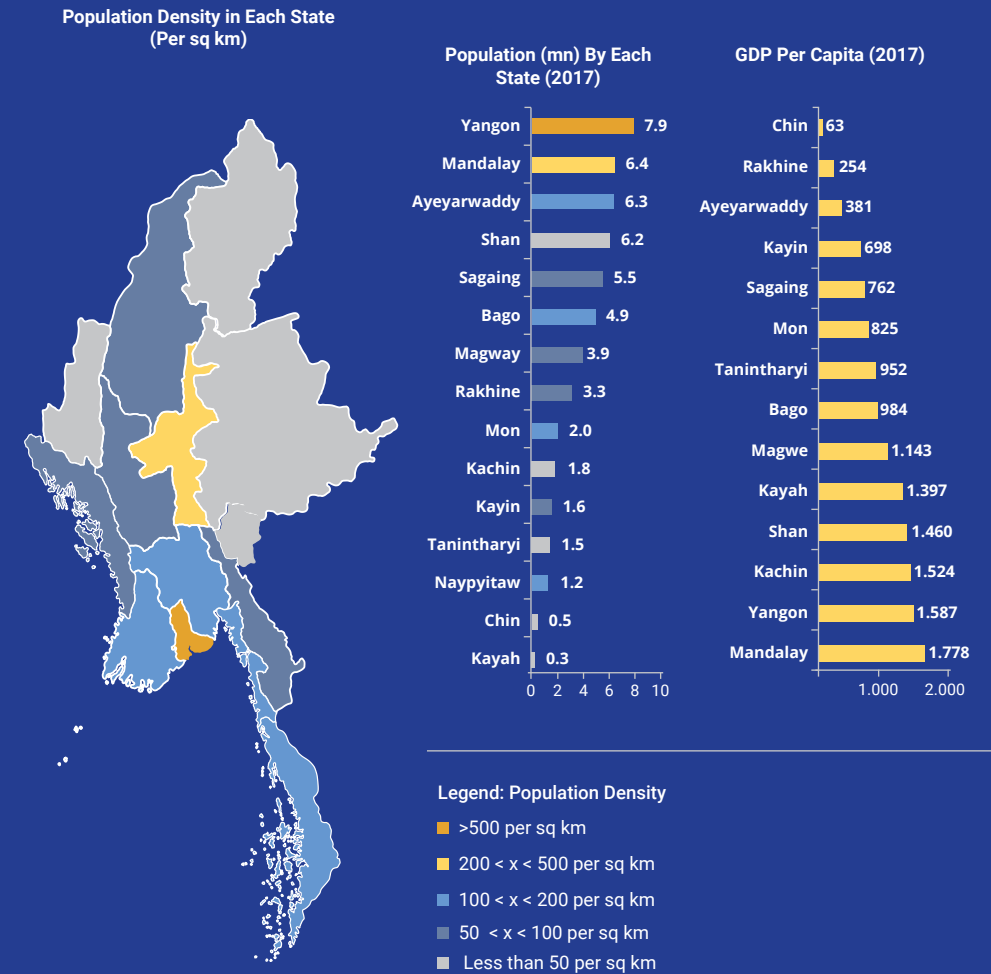 Population Density in Each State
(Per sq km)
Population (mn) By Each
State (2017)
Yangon 7.9
Mandalay 6.4
Ayeyarwaddy 6.3
Shan 6.2
Sagaing 5.5
Bago 4.9
Magway 3.9
Rakhine 3.3
Mon 2.0
Kachin 1.8
Kayin 1.6
Tanintharyi 1.5
Naypyitaw 1.2
Chin 0.5
Kayah 0.3
0 2 4 6 8 10
GDP Per Capita (2017)
Chin 63
Rakhine 254
Ayeyarwaddy 381
Kayin 698
Sagaing 762
Mon 825
Tanintharyi 952
Bago 984
Magwe 1.143
Kayah 1.397
Shan 1.460
Kachin 1.524
Yangon 1.587
Mandalay 1.778
1.000 2.000
Legend: Population Density
>500 per sq km
200 < x < 500 per sq km
100 < x < 200 per sq km
50 < x < 100 per sq km
Less than 50 per sq km